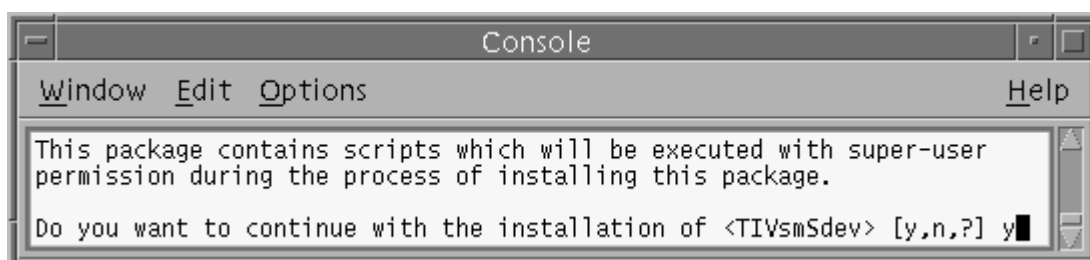 Console
Window Edit Options Help
This package contains scripts which will be executed with super-user
permission during the process of installing this package.
Do you want to continue with the installation of <TIVsmSdev> [y,n,?] y